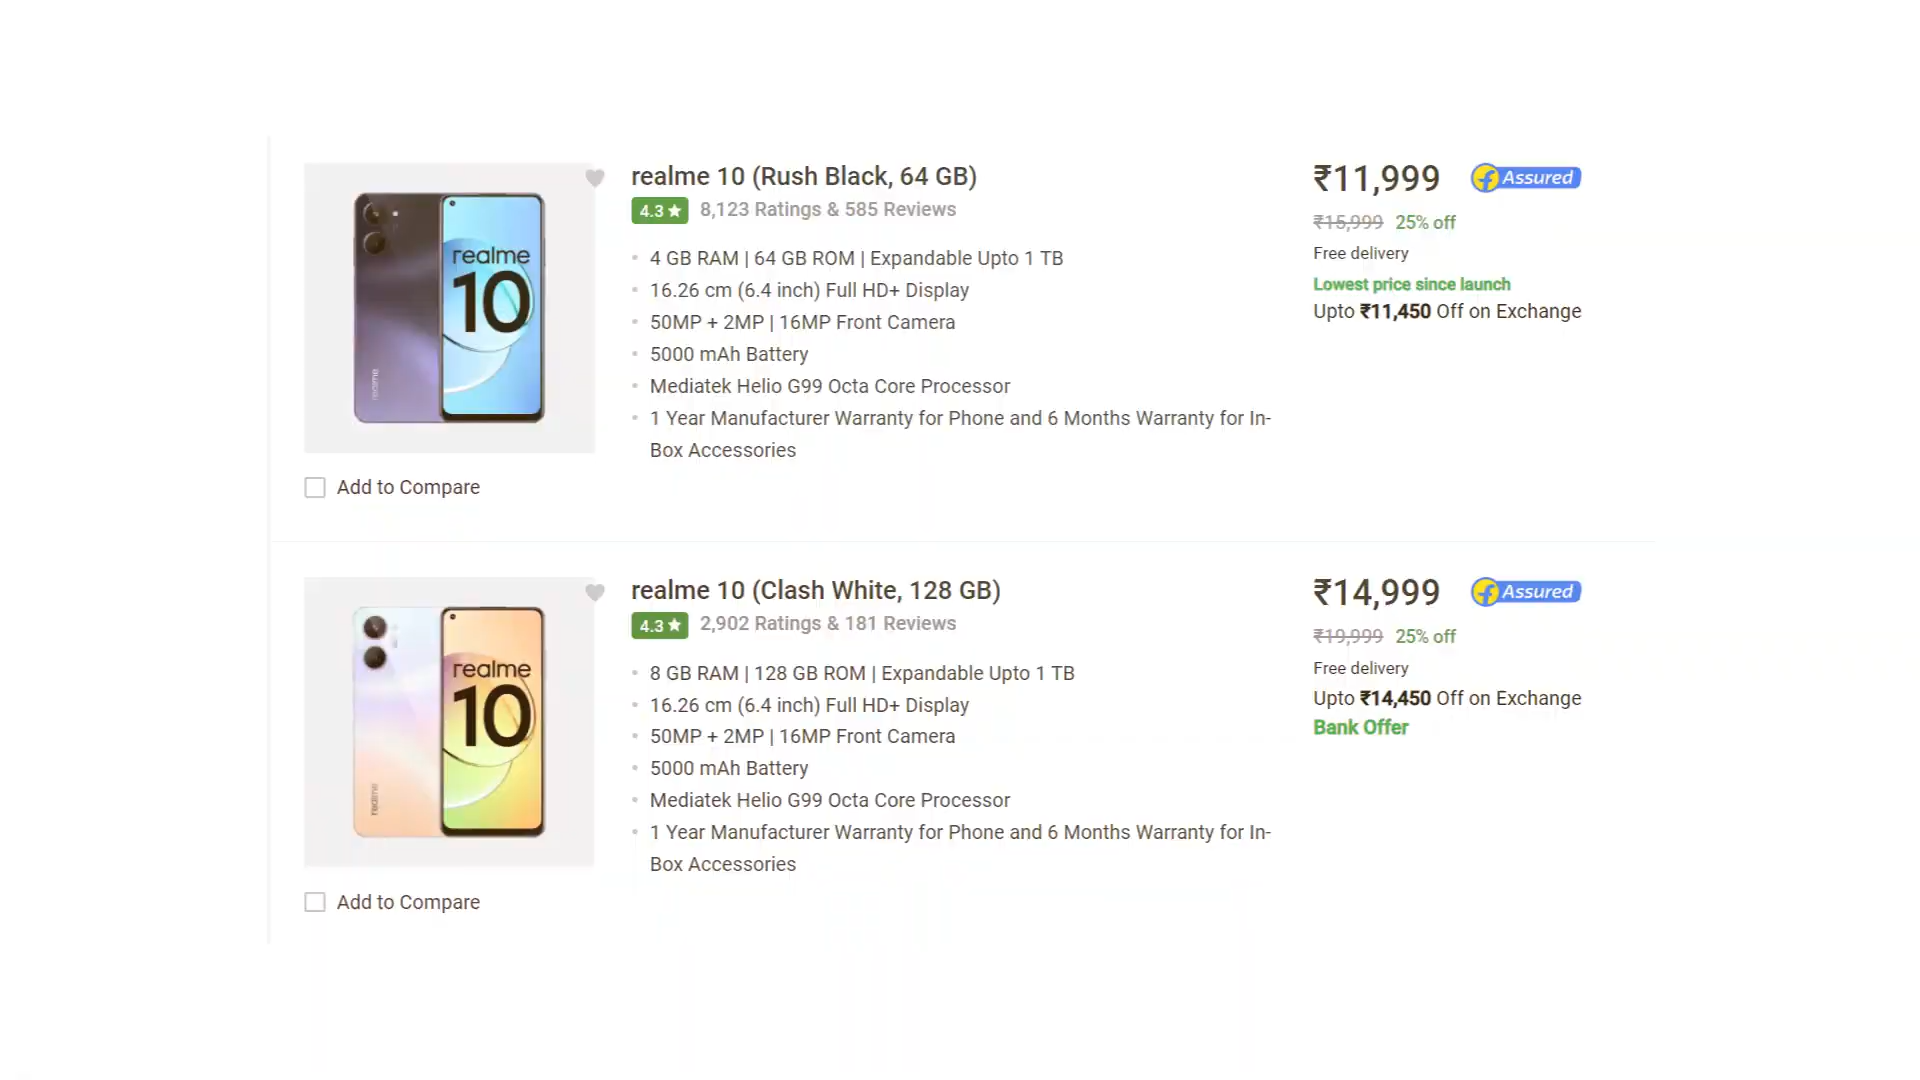 realme 10 (Rush Black, 64 GB)
4.3★ 8,123 Ratings & 585 Reviews
4 GB RAM | 64 GB ROM | Expandable Upto 1 TB
16.26 cm (6.4 inch) Full HD+ Display
50MP + 2MP | 16MP Front Camera
5000 mAh Battery
Mediatek Helio G99 Octa Core Processor
1 Year Manufacturer Warranty for Phone and 6 Months Warranty for In-
Box Accessories
₹11,999 Assured
₹15,999 25% off
Free delivery
Lowest price since launch
Upto ₹11,450 Off on Exchange
realme
10
realme
Add to Compare
realme 10 (Clash White, 128 GB)
4.3★ 2,902 Ratings & 181 Reviews
8 GB RAM | 128 GB ROM | Expandable Upto 1 TB
16.26 cm (6.4 inch) Full HD+ Display
50MP + 2MP | 16MP Front Camera
5000 mAh Battery
Mediatek Helio G99 Octa Core Processor
1 Year Manufacturer Warranty for Phone and 6 Months Warranty for In-
Box Accessories
₹14,999 Assured
₹19,999 25% off
Free delivery
Upto ₹14,450 Off on Exchange
Bank Offer
realme
10
realme
Add to Compare